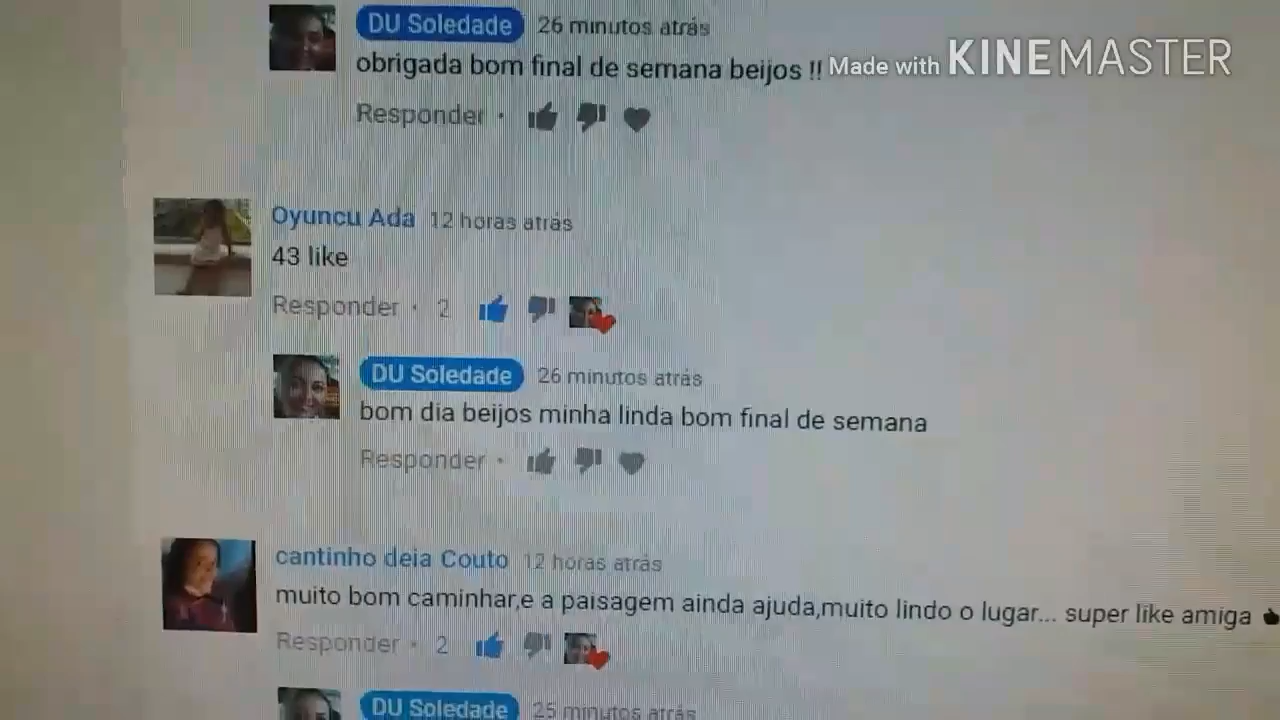 DU Soledade 26 minutos atrás
obrigada bom final de semana beijos !!
Made with KINEMASTER
Responder
Oyuncu Ada 12 horas atrás
43 like
Responder · 2
DU Soledade 26 minutos atrás
bom dia beijos minha linda bom final de semana
Responder
cantinho deia Couto 12 horas atrás
muito bom caminhar,e a paisagem ainda ajuda,muito lindo o lugar... super like amiga
Responder · 2
DU Soledade 25 minutos atrás